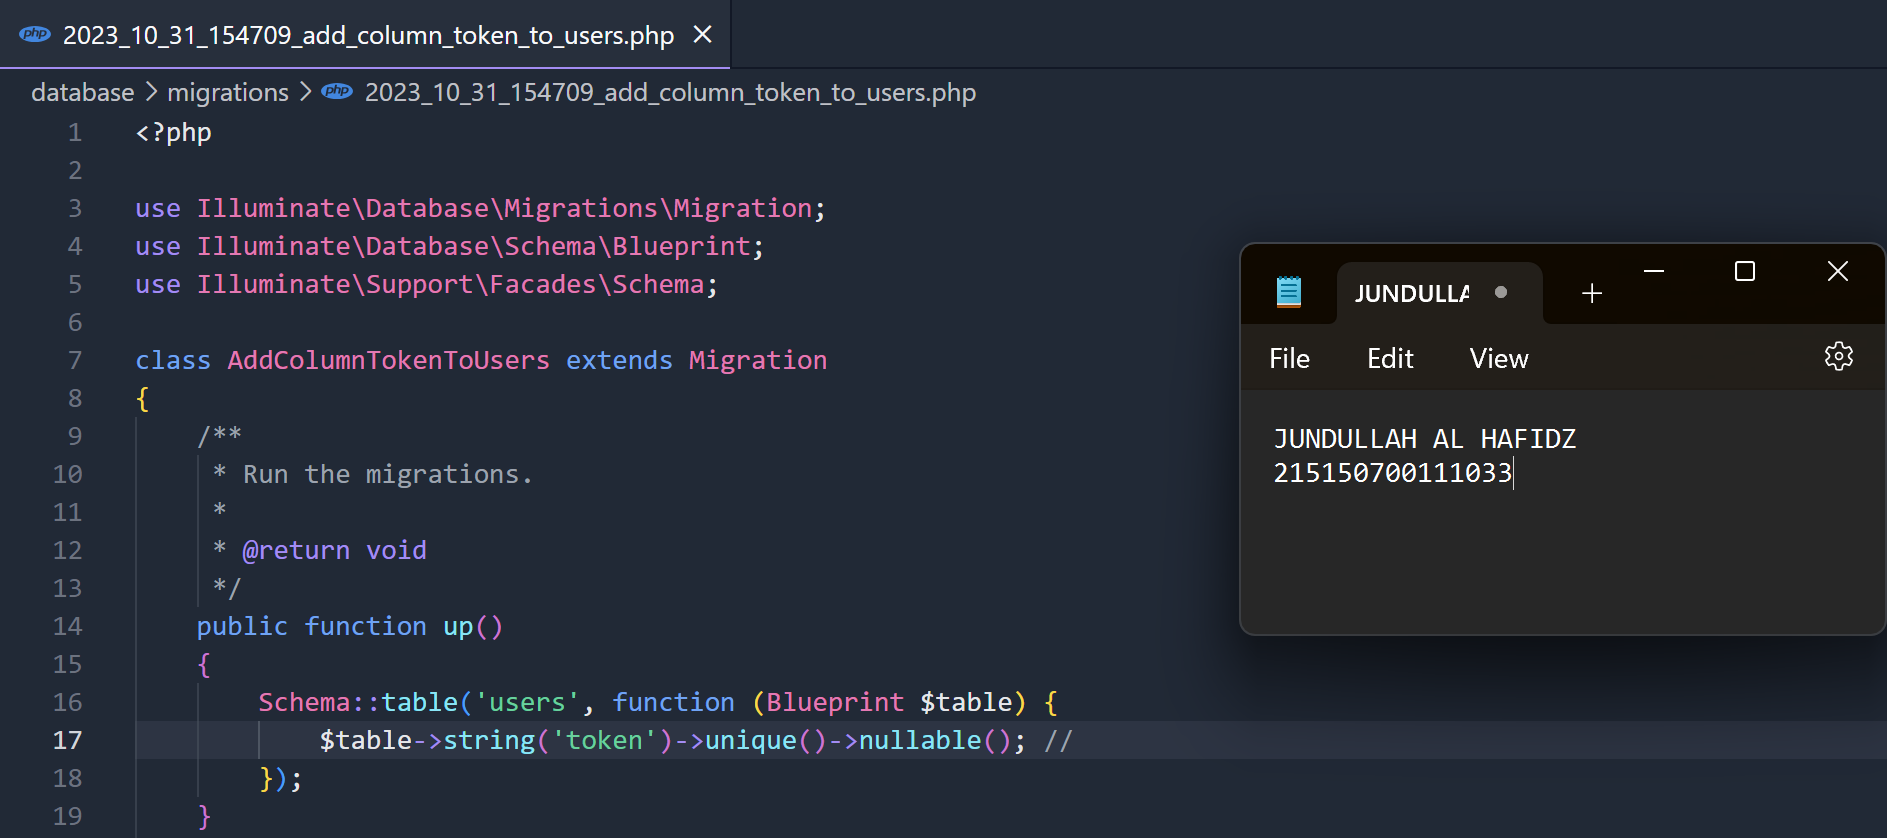 php 2023_10_31_154709_add_column_token_to_users.php
database > migrations > php 2023_10_31_154709_add_column_token_to_users.php
1 <?php
2
3 use Illuminate\Database\Migrations\Migration;
4 use Illuminate\Database\Schema\Blueprint;
5 use Illuminate\Support\Facades\Schema;
6
7 class AddColumnTokenToUsers extends Migration
8 {
9     /**
10      * Run the migrations.
11      *
12      * @return void
13      */
14     public function up()
15     {
16         Schema::table('users', function (Blueprint $table) {
17             $table->string('token')->unique()->nullable(); //
18         });
19     }
JUNDULLA
File Edit View
JUNDULLAH AL HAFIDZ
215150700111033